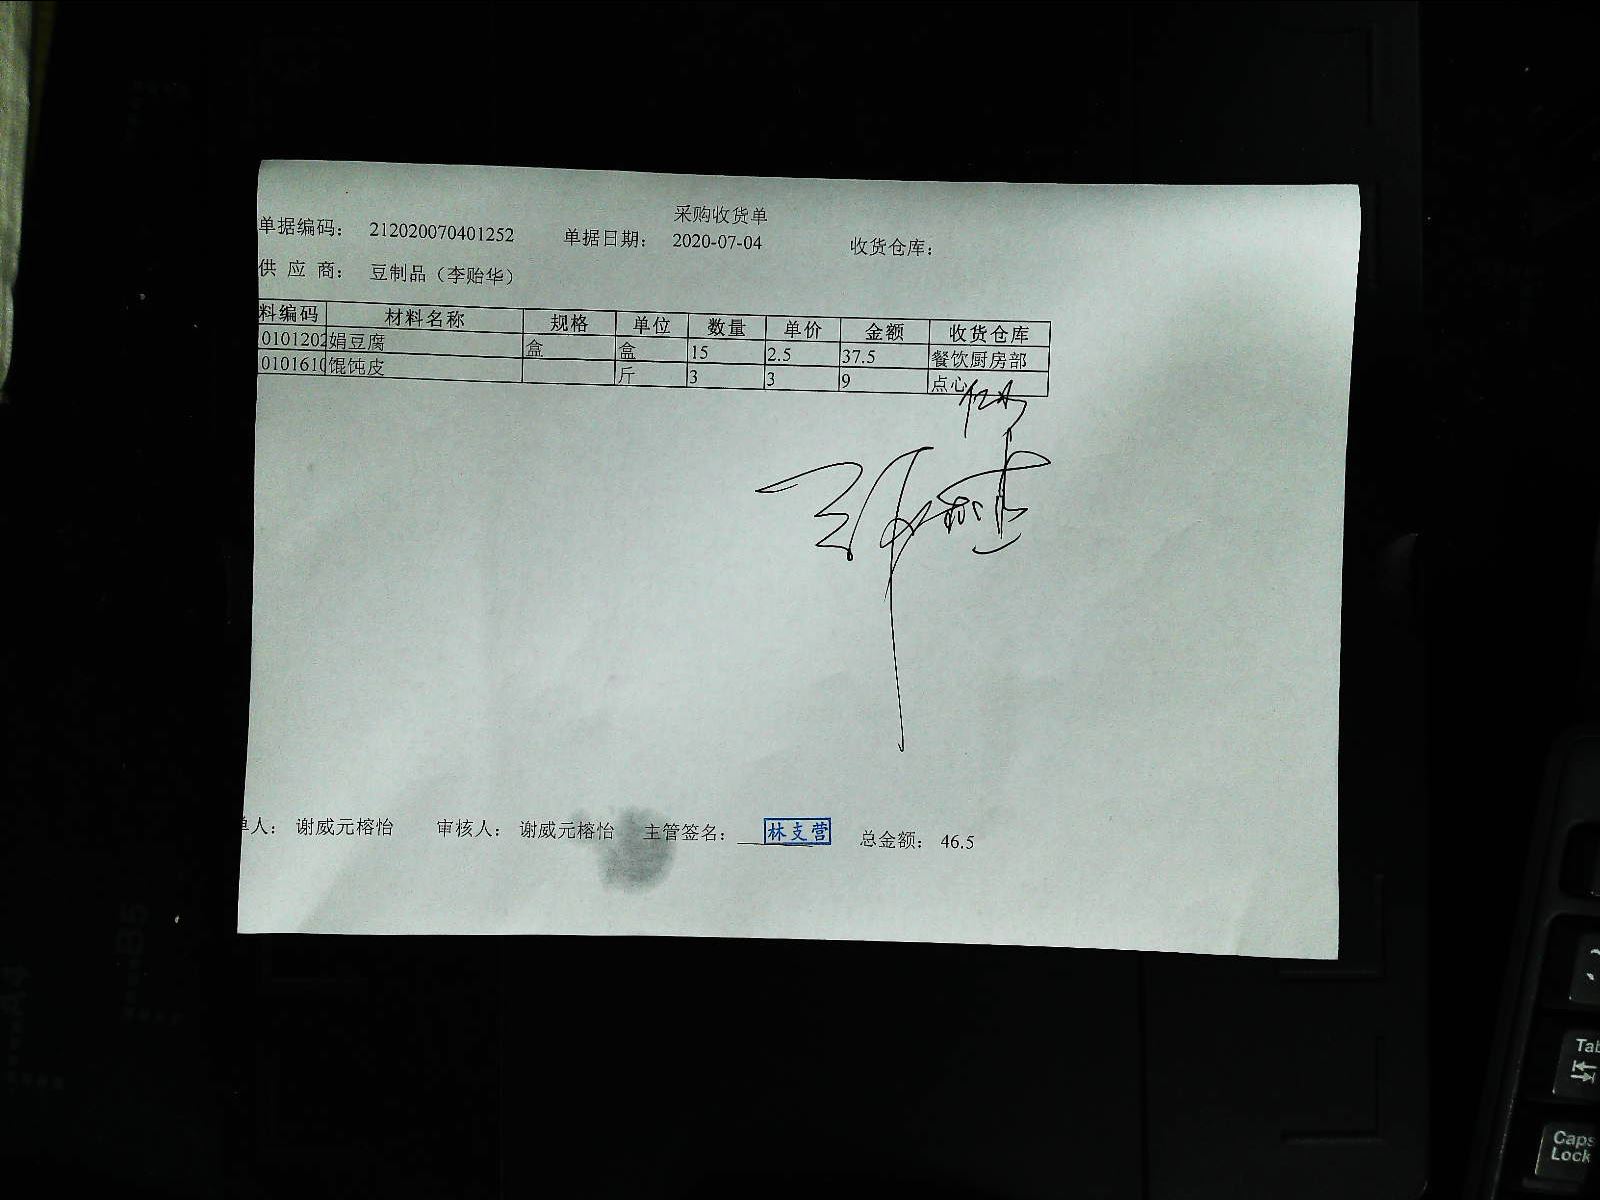 采购收货单
单据编码： 212020070401252 单据日期： 2020-07-04 收货仓库：
供 应 商： 豆制品（李贻华）
料编码 材料名称 规格 单位 数量 单价 金额 收货仓库
0101202 娟豆腐 盒 盒 15 2.5 37.5 餐饮厨房部
0101610 馄饨皮 斤 3 3 9 点心
单人： 谢威元榕怡 审核人： 谢威元榕怡 主管签名： 林支营 总金额： 46.5
B5
A4
Tab
Caps
Lock